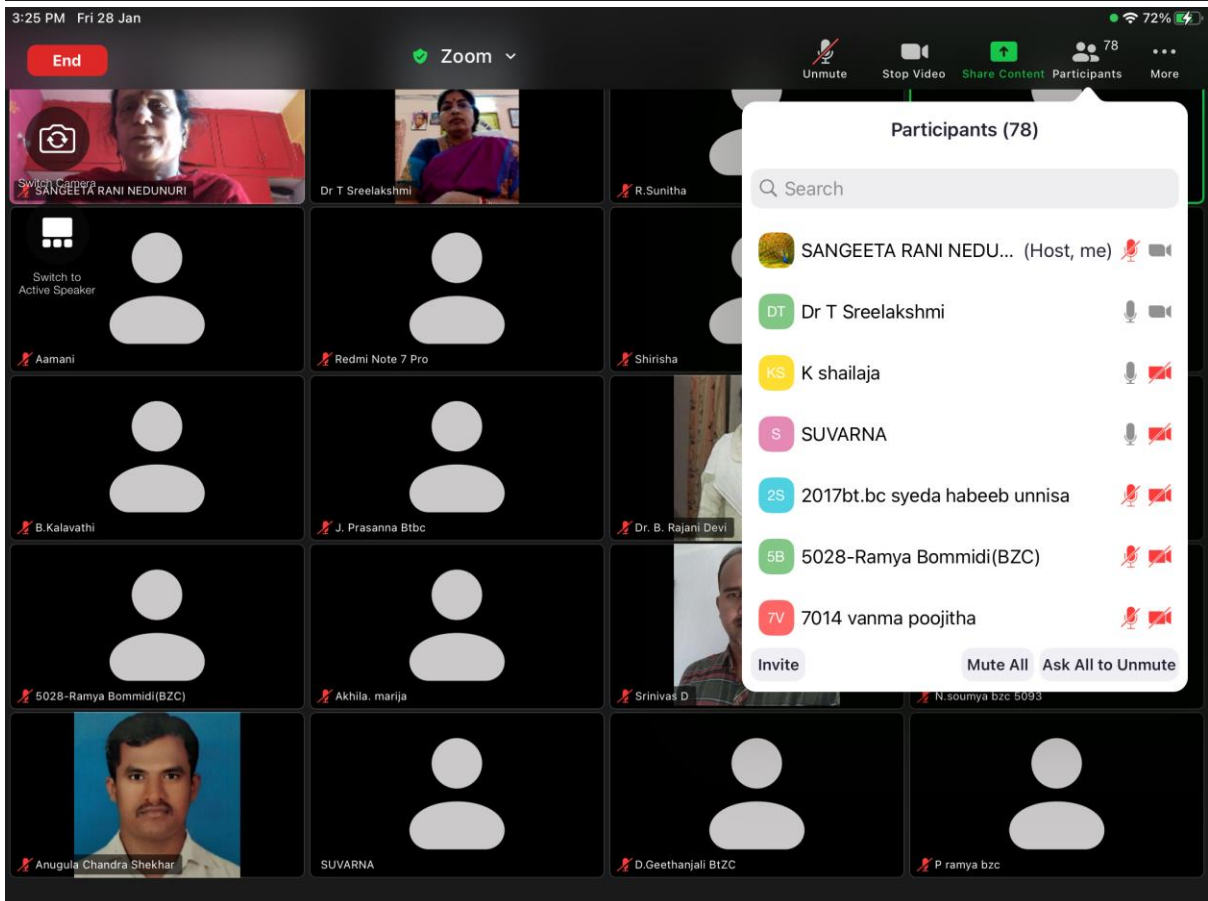 3:25 PM Fri 28 Jan
72%
End
Zoom
Unmute
Stop Video
Share Content
Participants
78
More
Switch Camera
SANGEETA RANI NEDUNURI
Dr T Sreelakshmi
R.Sunitha
Switch to
Active Speaker
Aamani
Redmi Note 7 Pro
Shirisha
B.Kalavathi
J. Prasanna Btbc
Dr. B. Rajani Devi
5028-Ramya Bommidi(BZC)
Akhila. marija
Srinivas D
N.soumya bzc 5093
Anugula Chandra Shekhar
SUVARNA
D.Geethanjali BtZC
P ramya bzc
Participants (78)
Search
SANGEETA RANI NEDU... (Host, me)
DT Dr T Sreelakshmi
KS K shailaja
S SUVARNA
2S 2017bt.bc syeda habeeb unnisa
5B 5028-Ramya Bommidi(BZC)
7V 7014 vanma poojitha
Invite
Mute All
Ask All to Unmute